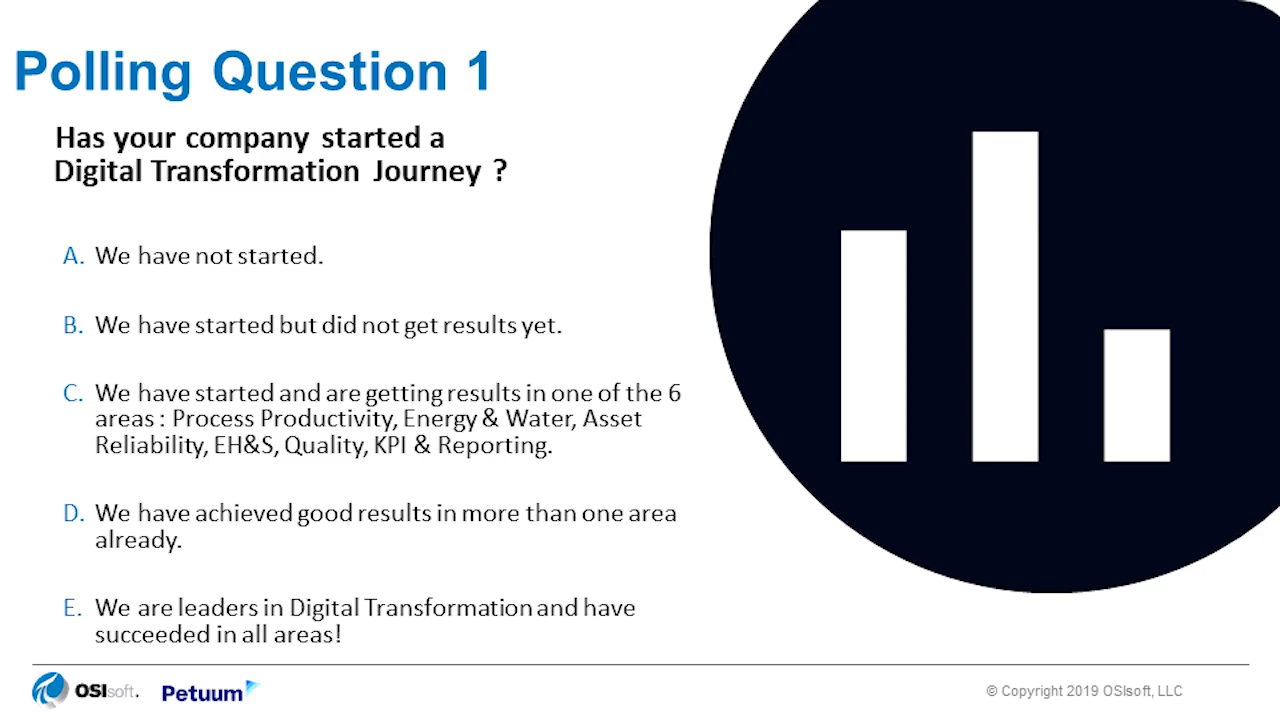 Polling Question 1
Has your company started a
Digital Transformation Journey ?
A. We have not started.
B. We have started but did not get results yet.
C. We have started and are getting results in one of the 6
areas : Process Productivity, Energy & Water, Asset
Reliability, EH&S, Quality, KPI & Reporting.
D. We have achieved good results in more than one area
already.
E. We are leaders in Digital Transformation and have
succeeded in all areas!
OSIsoft. Petuum © Copyright 2019 OSIsoft, LLC